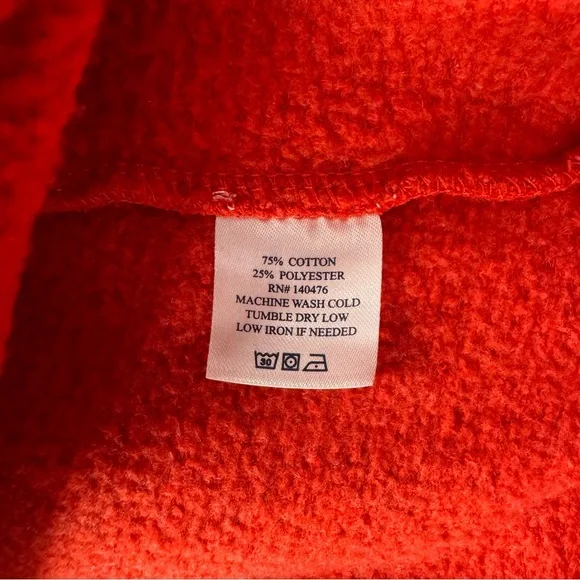 75% COTTON
25% POLYESTER
RN# 140476
MACHINE WASH COLD
TUMBLE DRY LOW
LOW IRON IF NEEDED
30